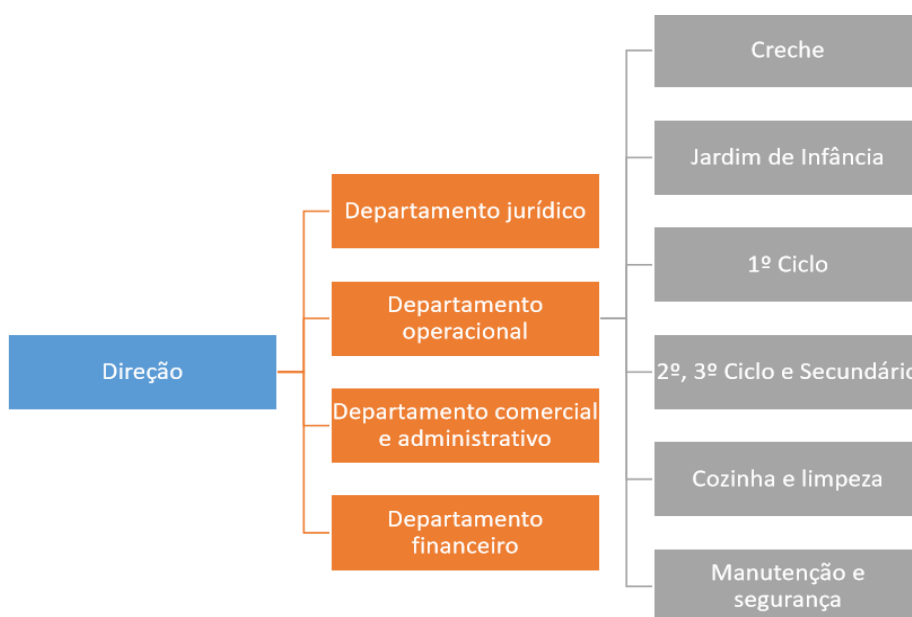 Direção
Departamento jurídico
Departamento
operacional
Departamento comercial
e administrativo
Departamento
financeiro
Creche
Jardim de Infância
1º Ciclo
2º, 3º Ciclo e Secundário
Cozinha e limpeza
Manutenção e
segurança